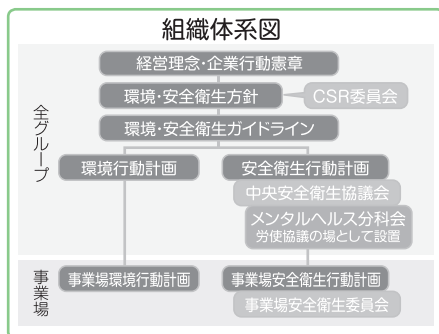 組織体系図
全グループ
経営理念・企業行動憲章
環境・安全衛生方針
CSR委員会
環境・安全衛生ガイドライン
環境行動計画
安全衛生行動計画
中央安全衛生協議会
メンタルヘルス分科会
労使協議の場として設置
事業場
事業場環境行動計画
事業場安全衛生行動計画
事業場安全衛生委員会